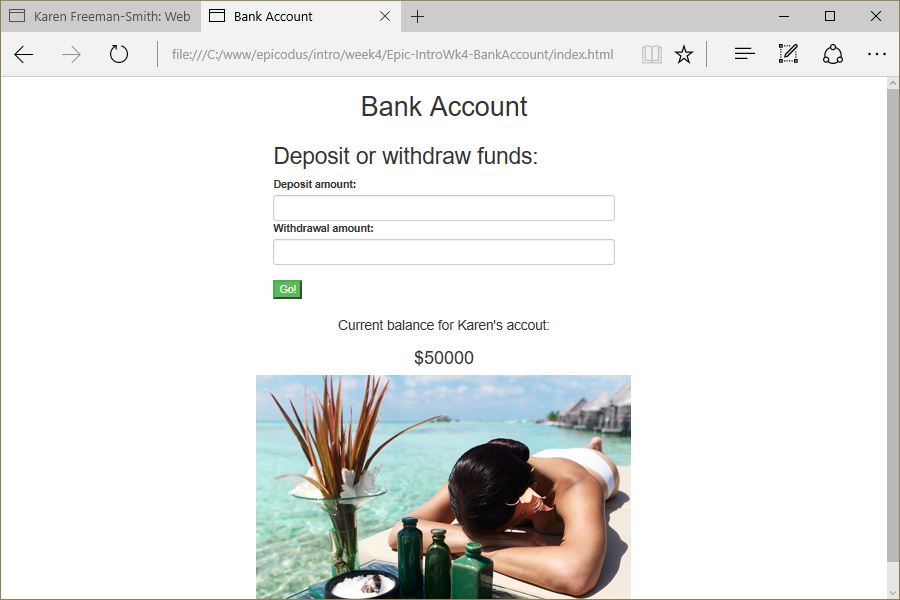 Karen Freeman-Smith: Web
Bank Account
file:///C:/www/epicodus/intro/week4/Epic-IntroWk4-BankAccount/index.html
Bank Account
Deposit or withdraw funds:
Deposit amount:
Withdrawal amount:
Go!
Current balance for Karen's accout:
$50000